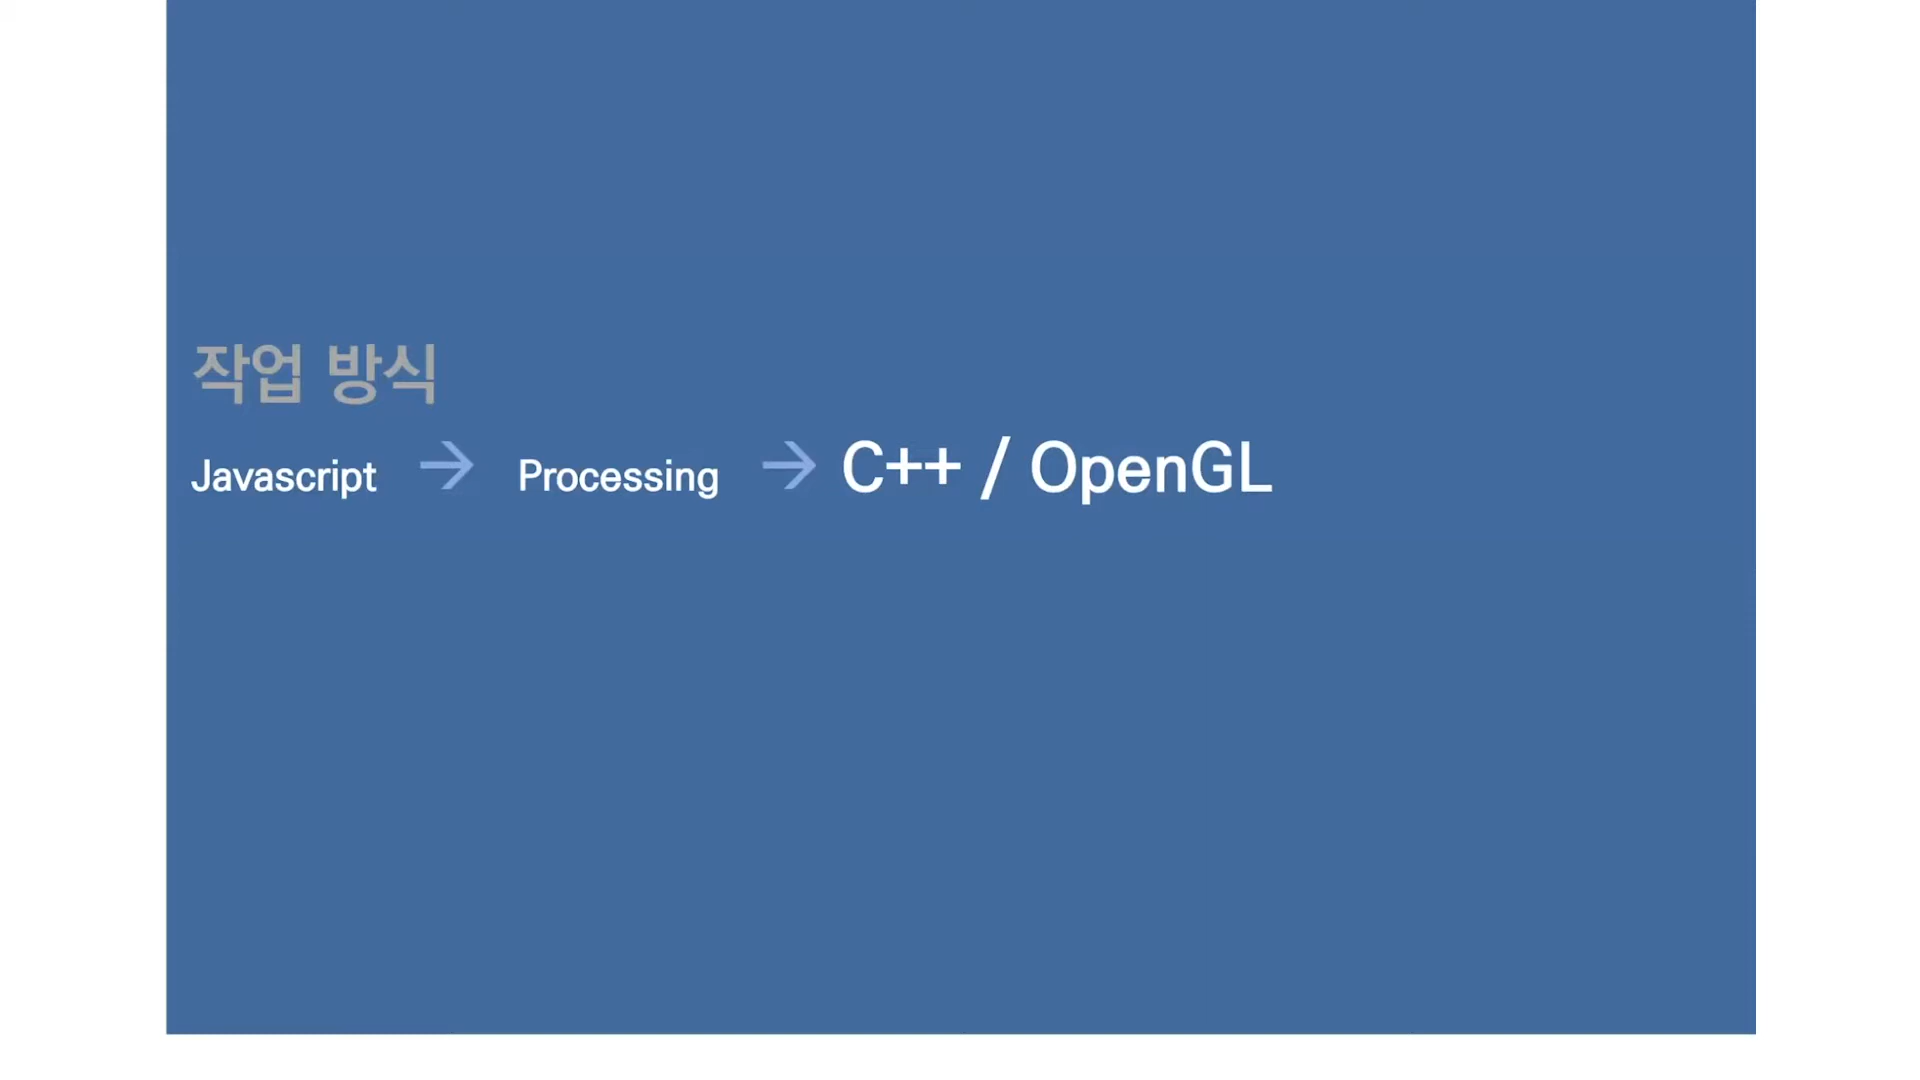 작업 방식
Javascript → Processing → C++ / OpenGL